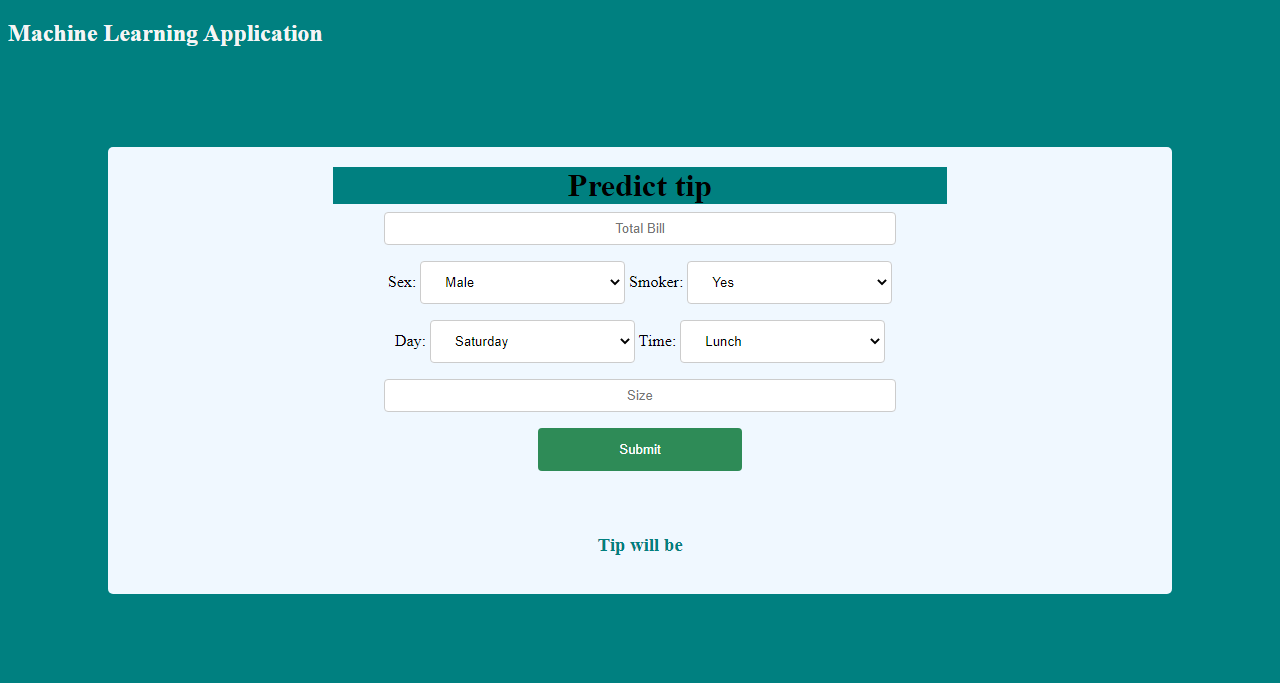 Machine Learning Application
Predict tip
Total Bill
Sex: Male Smoker: Yes
Day: Saturday Time: Lunch
Size
Submit
Tip will be